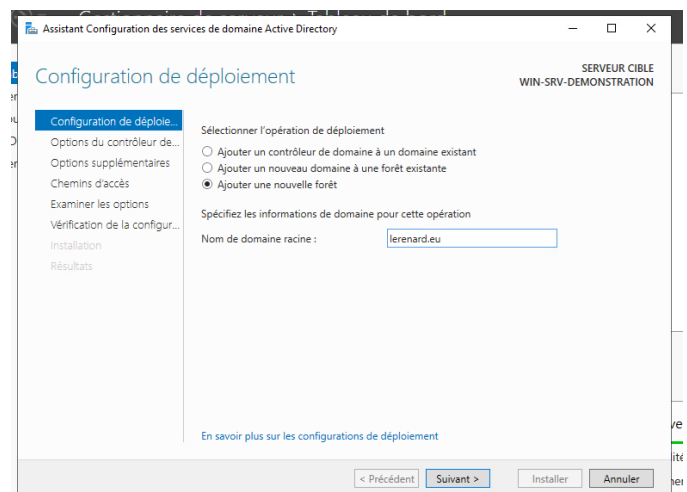 Assistant Configuration des services de domaine Active Directory
Configuration de déploiement
SERVEUR CIBLE
WIN-SRV-DEMONSTRATION
Configuration de déploie...
Options du contrôleur de...
Options supplémentaires
Chemins d'accès
Examiner les options
Vérification de la configur...
Installation
Résultats
Sélectionner l'opération de déploiement
Ajouter un contrôleur de domaine à un domaine existant
Ajouter un nouveau domaine à une forêt existante
Ajouter une nouvelle forêt
Spécifiez les informations de domaine pour cette opération
Nom de domaine racine : lerenard.eu
En savoir plus sur les configurations de déploiement
< Précédent Suivant > Installer Annuler